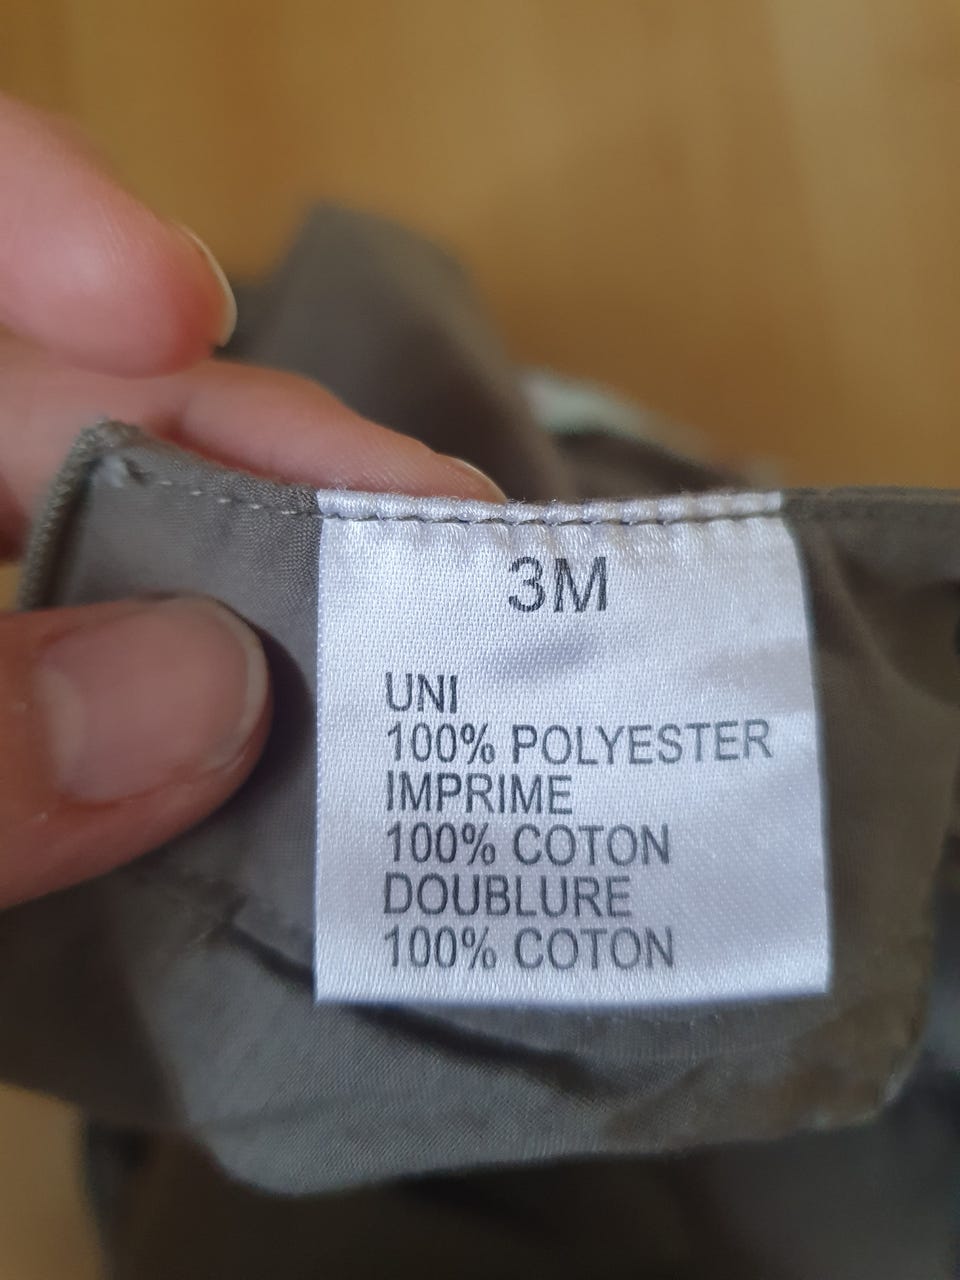 3M
UNI
100% POLYESTER
IMPRIME
100% COTON
DOUBLURE
100% COTON